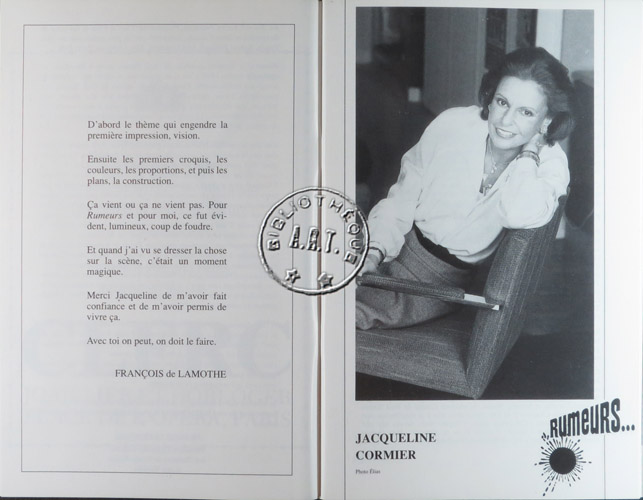 D'abord le thème qui engendre la
première impression, vision.
Ensuite les premiers croquis, les
couleurs, les proportions, et puis les
plans, la construction.
Ça vient ou ça ne vient pas. Pour
Rumeurs et pour moi, ce fut évi-
dent, lumineux, coup de foudre.
Et quand j'ai vu se dresser la chose
sur la scène, c'était un moment
magique.
Merci Jacqueline de m'avoir fait
confiance et de m'avoir permis de
vivre ça.
Avec toi on peut, on doit le faire.
FRANÇOIS de LAMOTHE
BIBLIOTHÈQUE
A.R.T.
JACQUELINE
CORMIER
RUMEURS...